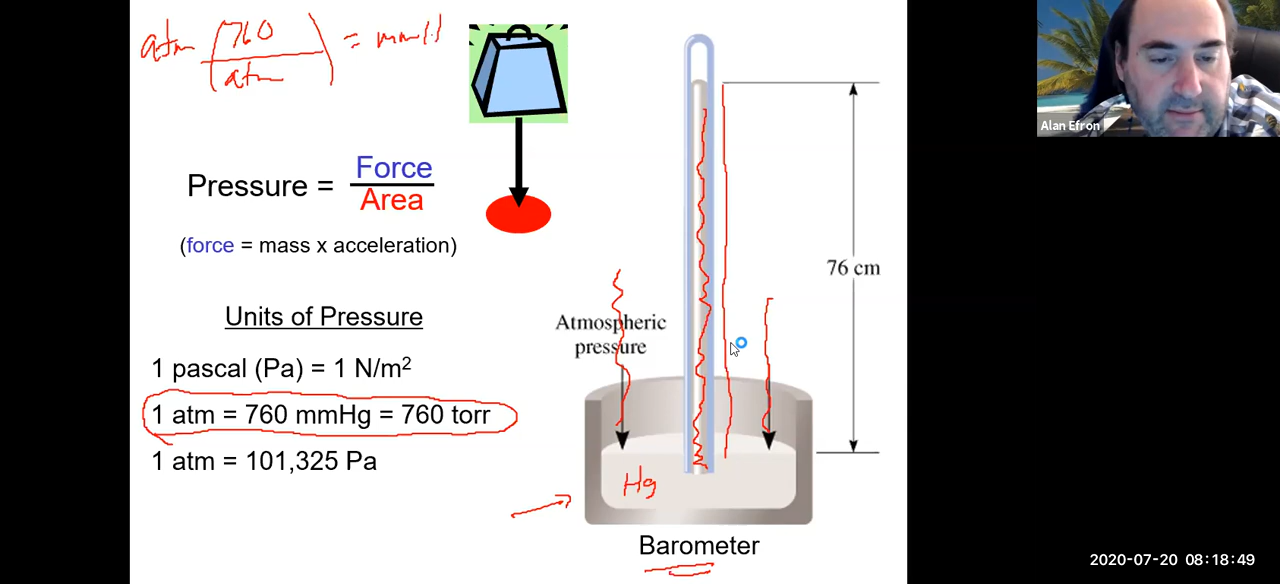 atm (760 / atm) = mmH
Pressure = Force
Area
(force = mass x acceleration)
Units of Pressure
1 pascal (Pa) = 1 N/m²
1 atm = 760 mmHg = 760 torr
1 atm = 101,325 Pa
Atmospheric
pressure
76 cm
Hg
Barometer
Alan Efron
2020-07-20 08:18:49